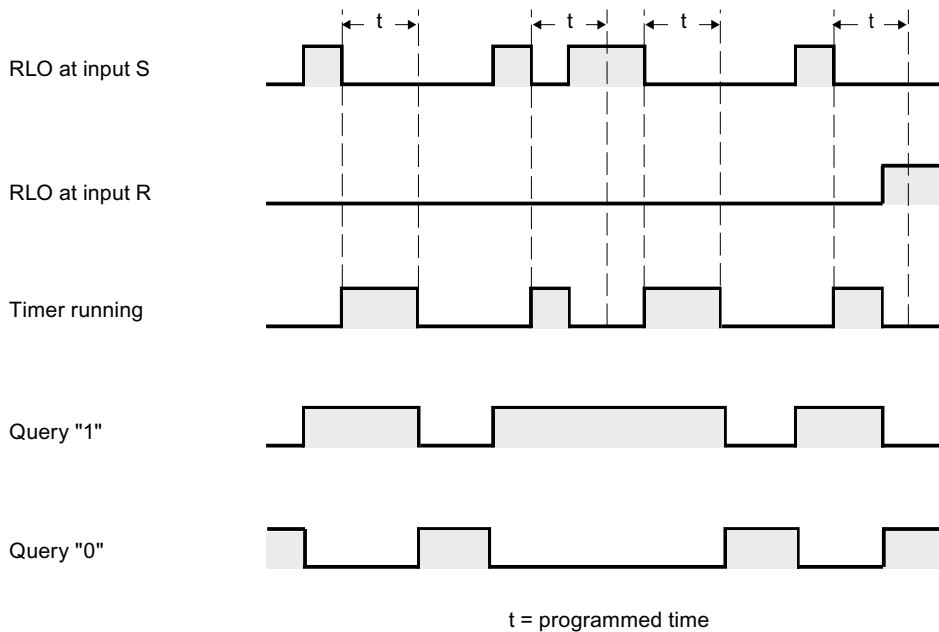 t t t t
RLO at input S
RLO at input R
Timer running
Query "1"
Query "0"
t = programmed time